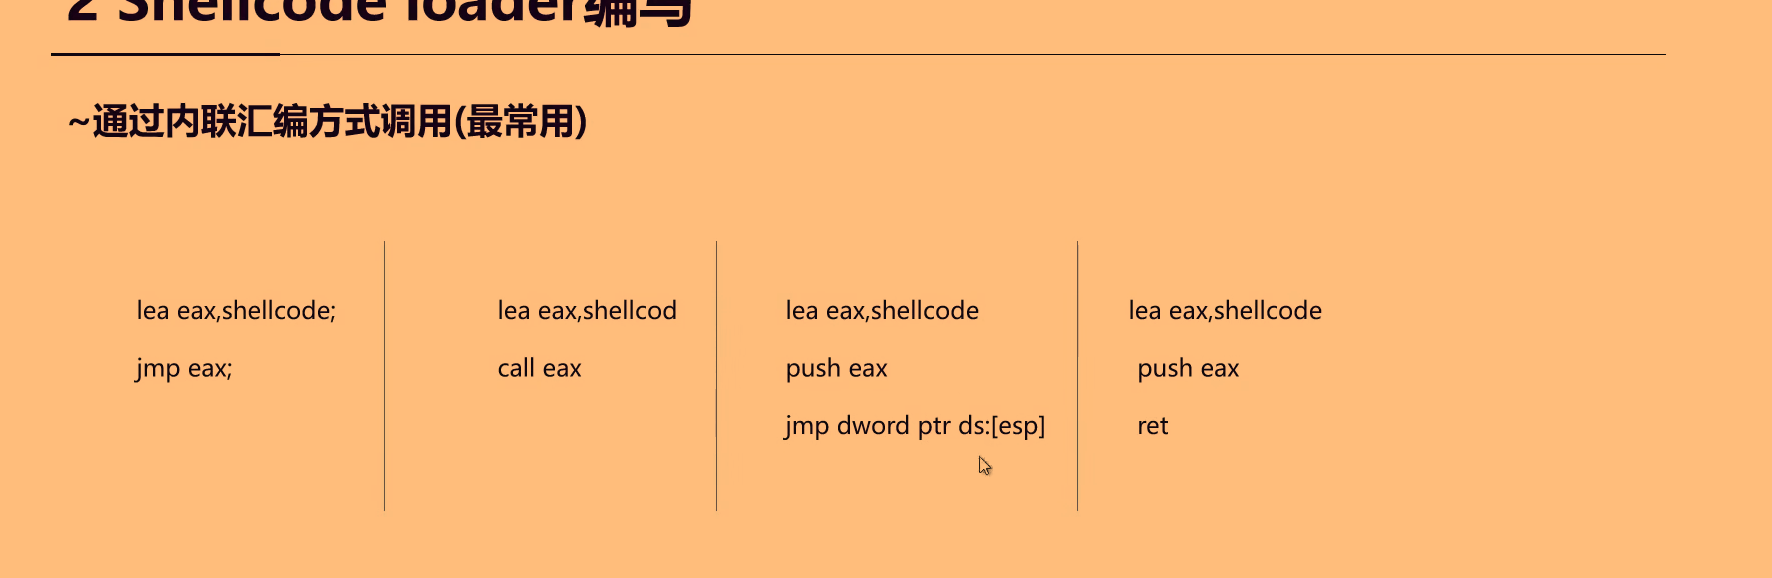 2 Shellcode loader编写
~通过内联汇编方式调用(最常用)
lea eax,shellcode;
jmp eax;
lea eax,shellcod
call eax
lea eax,shellcode
push eax
jmp dword ptr ds:[esp]
lea eax,shellcode
push eax
ret